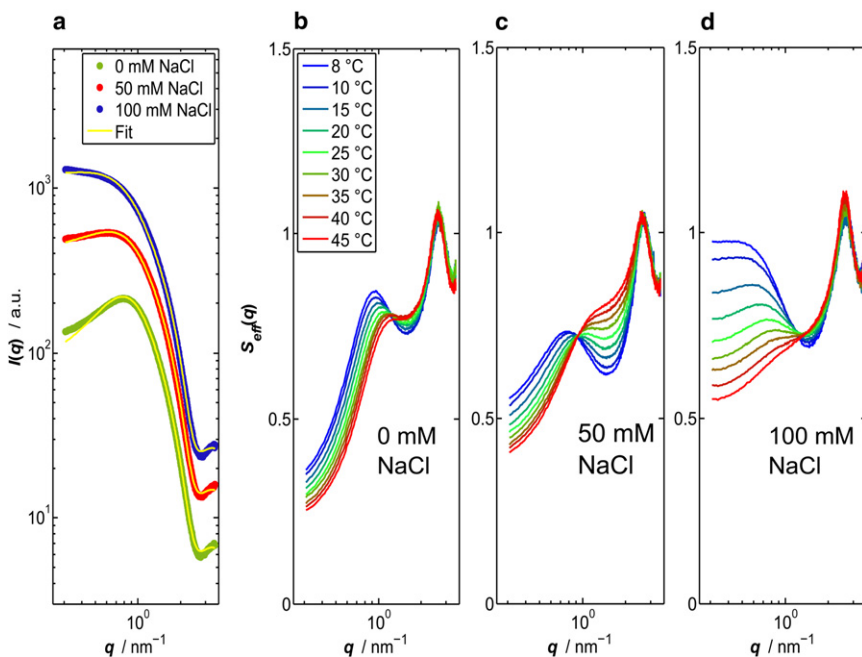 a
I(q) / a.u.
10³
10²
10¹
0 mM NaCl
50 mM NaCl
100 mM NaCl
Fit
10⁰
q / nm⁻¹
b
S_eff(q)
1.5
1
0.5
0
8 °C
10 °C
15 °C
20 °C
25 °C
30 °C
35 °C
40 °C
45 °C
0 mM
NaCl
10⁰
q / nm⁻¹
c
1.5
1
0.5
0
50 mM
NaCl
10⁰
q / nm⁻¹
d
1.5
1
0.5
0
100 mM
NaCl
10⁰
q / nm⁻¹